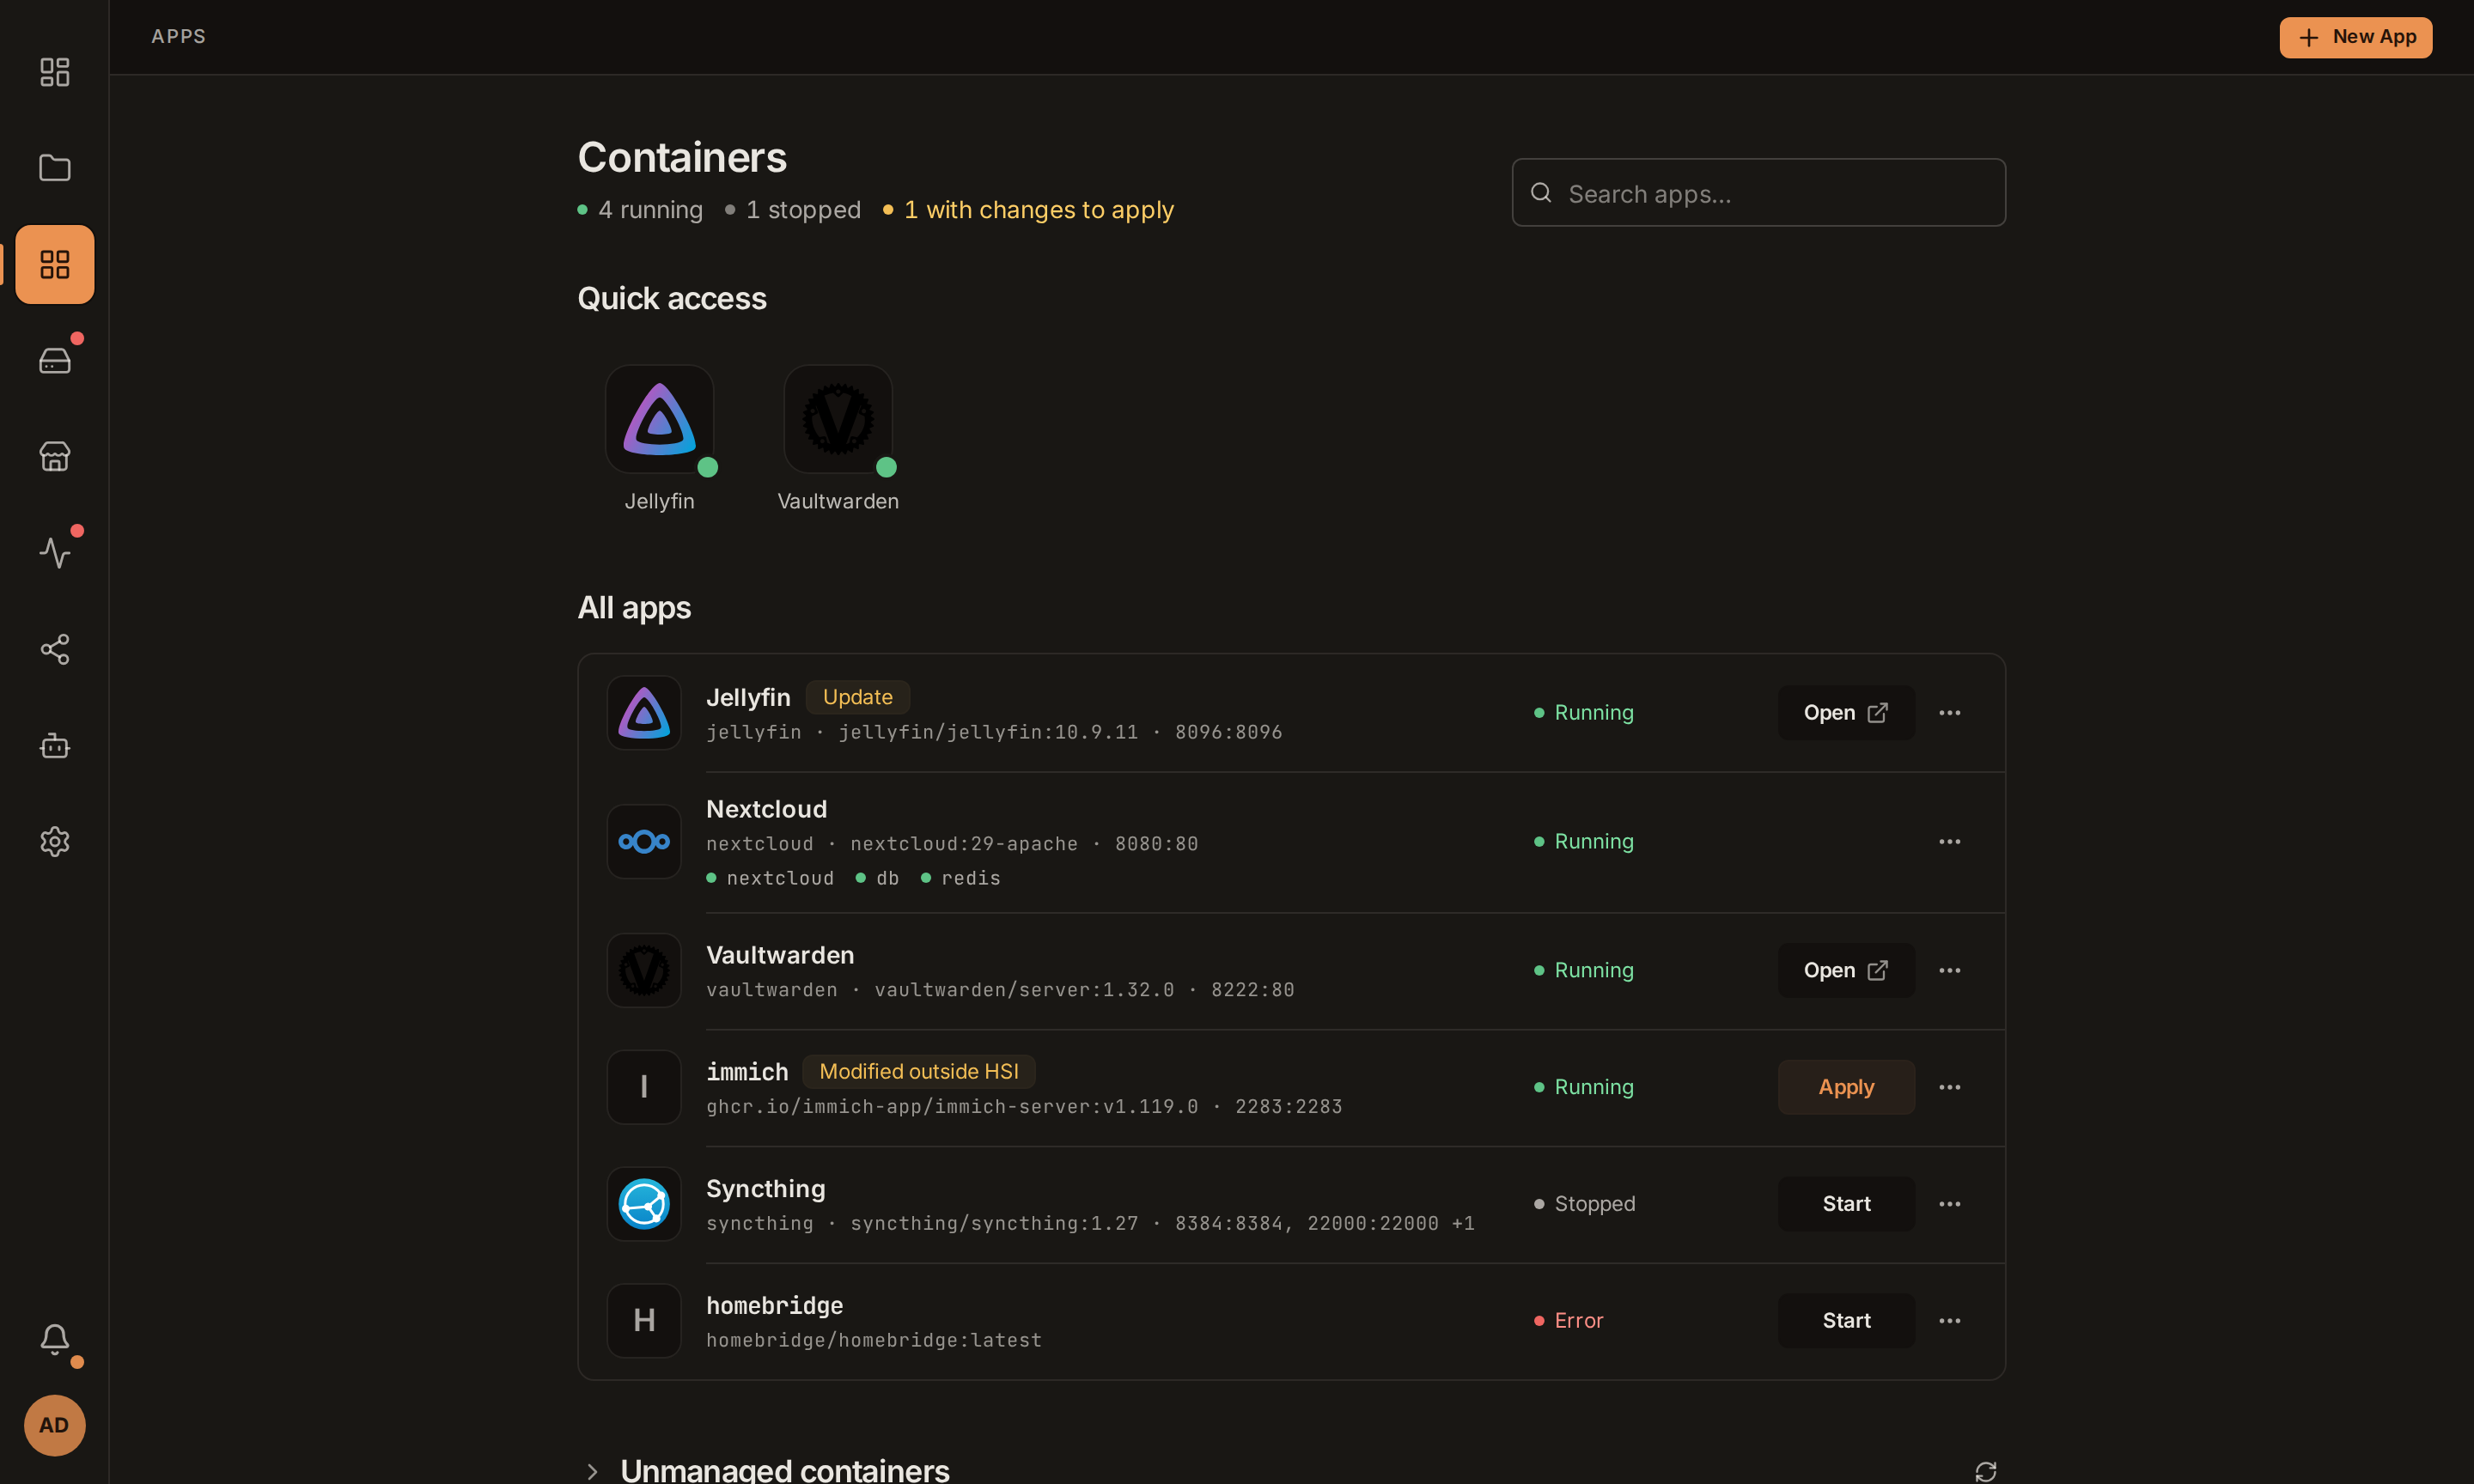 APPS
New App
Containers
4 running 1 stopped 1 with changes to apply
Search apps...
Quick access
V
Jellyfin Vaultwarden
All apps
Jellyfin Update
jellyfin · jellyfin/jellyfin:10.9.11 · 8096:8096
Running
Open
Nextcloud
nextcloud · nextcloud:29-apache · 8080:80
nextcloud db redis
Running
V
Vaultwarden
vaultwarden · vaultwarden/server:1.32.0 · 8222:80
Running
Open
I
immich Modified outside HSI
ghcr.io/immich-app/immich-server:v1.119.0 · 2283:2283
Running
Apply
Syncthing
syncthing · syncthing/syncthing:1.27 · 8384:8384, 22000:22000 +1
Stopped
Start
H
homebridge
homebridge/homebridge:latest
Error
Start
AD
Unmanaged containers